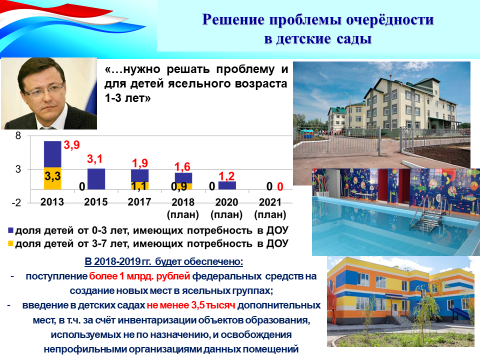 Решение проблемы очерёдности
в детские сады
«…нужно решать проблему и
для детей ясельного возраста
1-3 лет»
8
3
-2
3,9
3,3
3,1
0
1,9
1,1
1,6
0,9
1,2
0
0
0
2013 2015 2017 2018 2020 2021
(план) (план) (план)
доля детей от 0-3 лет, имеющих потребность в ДОУ
доля детей от 3-7 лет, имеющих потребность в ДОУ
В 2018-2019 гг. будет обеспечено:
- поступление более 1 млрд. рублей федеральных средств на
создание новых мест в ясельных группах;
- введение в детских садах не менее 3,5 тысяч дополнительных
мест, в т.ч. за счёт инвентаризации объектов образования,
используемых не по назначению, и освобождения
непрофильными организациями данных помещений